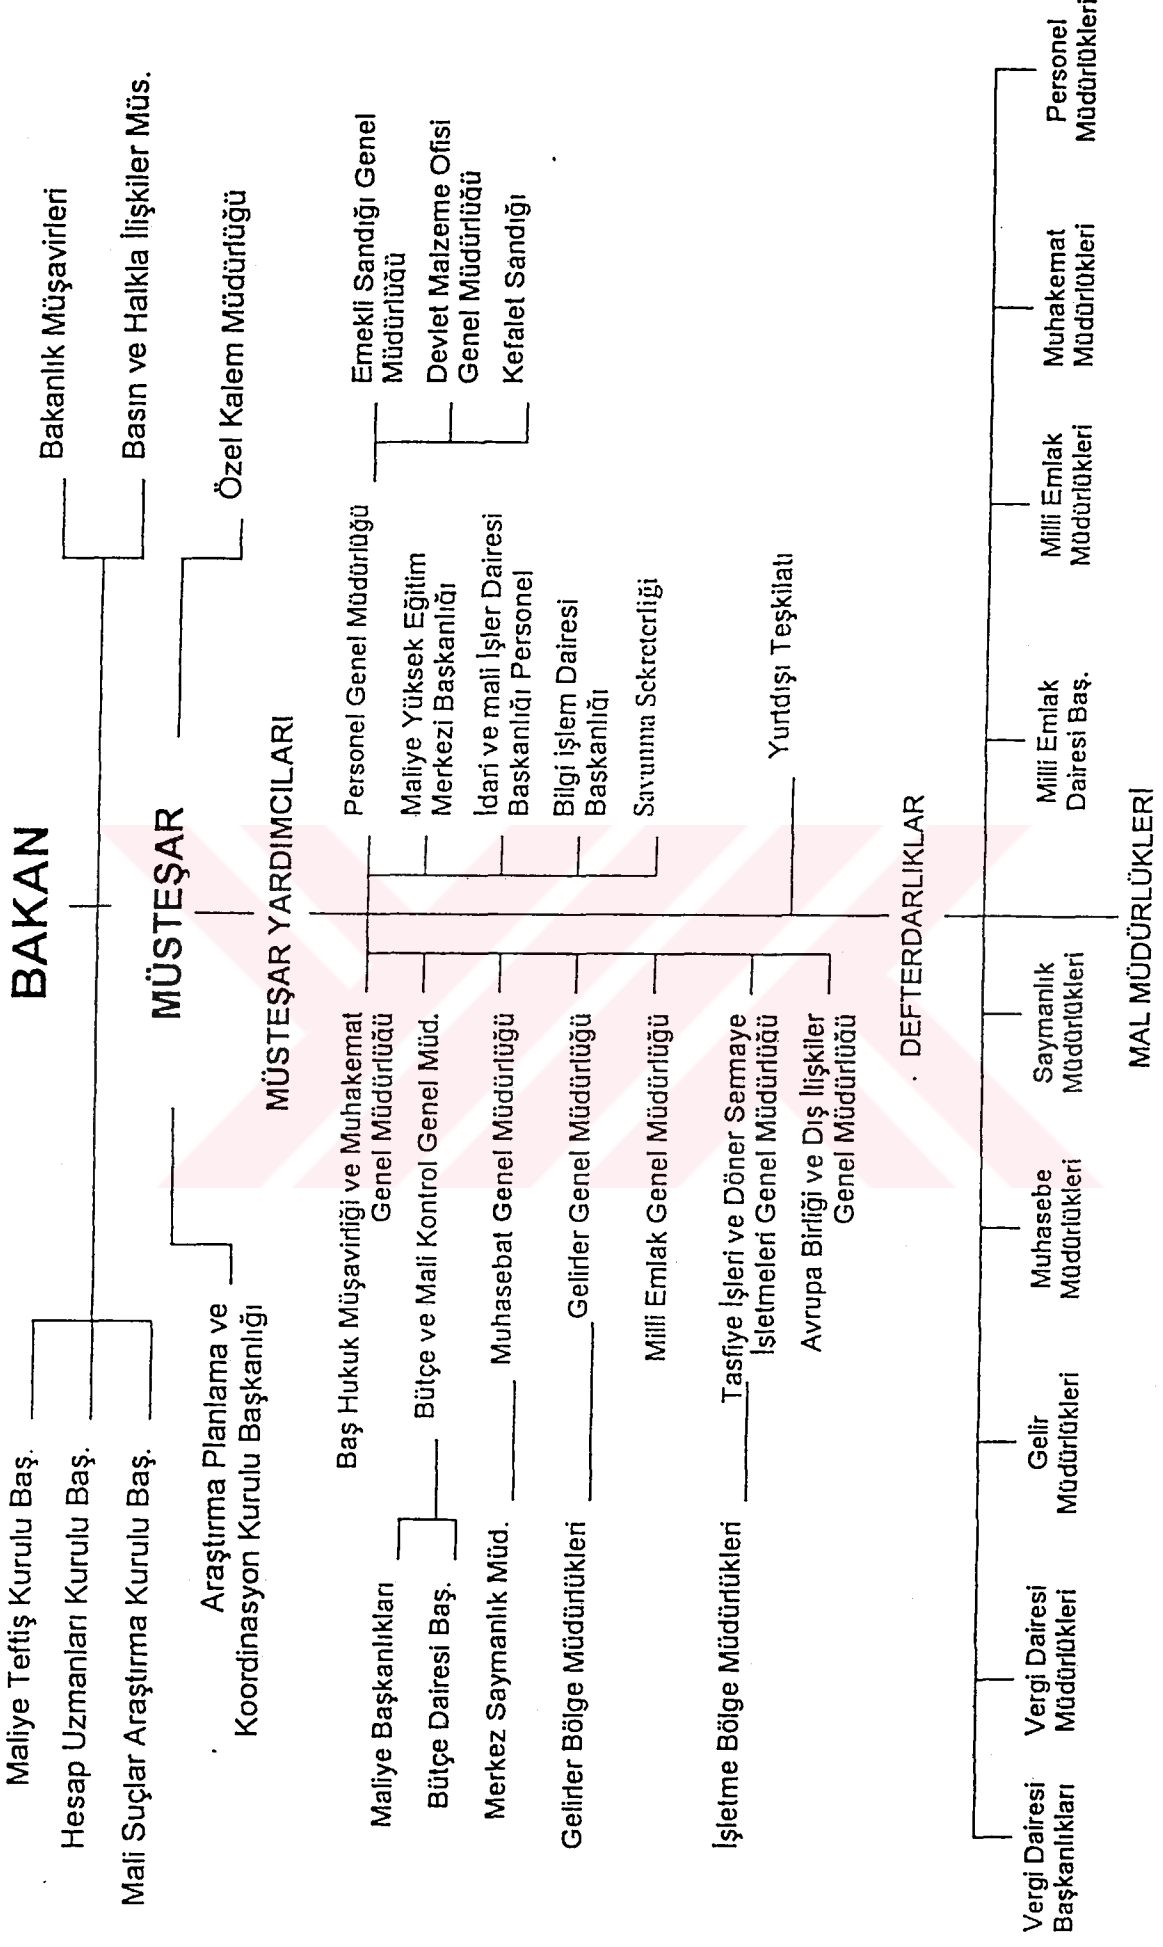 BAKAN
Maliye Teftiş Kurulu Baş.
Hesap Uzmanları Kurulu Baş.
Mali Suçlar Araştırma Kurulu Baş.
Bakanlık Müşavirleri
Basın ve Halkla İlişkiler Müs.
MÜSTEŞAR
Araştırma Planlama ve
Koordinasyon Kurulu Başkanlığı
Özel Kalem Müdürlüğü
MÜSTEŞAR YARDIMCILARI
Baş Hukuk Müşavirliği ve Muhakemat
Genel Müdürlüğü
Bütçe ve Mali Kontrol Genel Müd.
Maliye Başkanlıkları
Bütçe Dairesi Baş.
Muhasebat Genel Müdürlüğü
Merkez Saymanlık Müd.
Gelirler Genel Müdürlüğü
Gelirler Bölge Müdürlükleri
Milli Emlak Genel Müdürlüğü
Tasfiye İşleri ve Döner Sermaye
İşletmeleri Genel Müdürlüğü
İşletme Bölge Müdürlükleri
Avrupa Birliği ve Dış İlişkiler
Genel Müdürlüğü
Personel Genel Müdürlüğü
Maliye Yüksek Eğitim
Merkezi Başkanlığı
İdari ve mali İşler Dairesi
Başkanlığı Personel
Bilgi işlem Dairesi
Başkanlığı
Savunma Sekreterliği
Emekli Sandığı Genel
Müdürlüğü
Devlet Malzeme Ofisi
Genel Müdürlüğü
Kefalet Sandığı
Yurtdışı Teşkilatı
DEFTERDARLIKLAR
Vergi Dairesi
Başkanlıkları
Vergi Dairesi
Müdürlükleri
Gelir
Müdürlükleri
Muhasebe
Müdürlükleri
Saymanlık
Müdürlükleri
Milli Emlak
Dairesi Baş.
Milli Emlak
Müdürlükleri
Muhakemat
Müdürlükleri
Personel
Müdürlükleri
MAL MÜDÜRLÜKLERİ